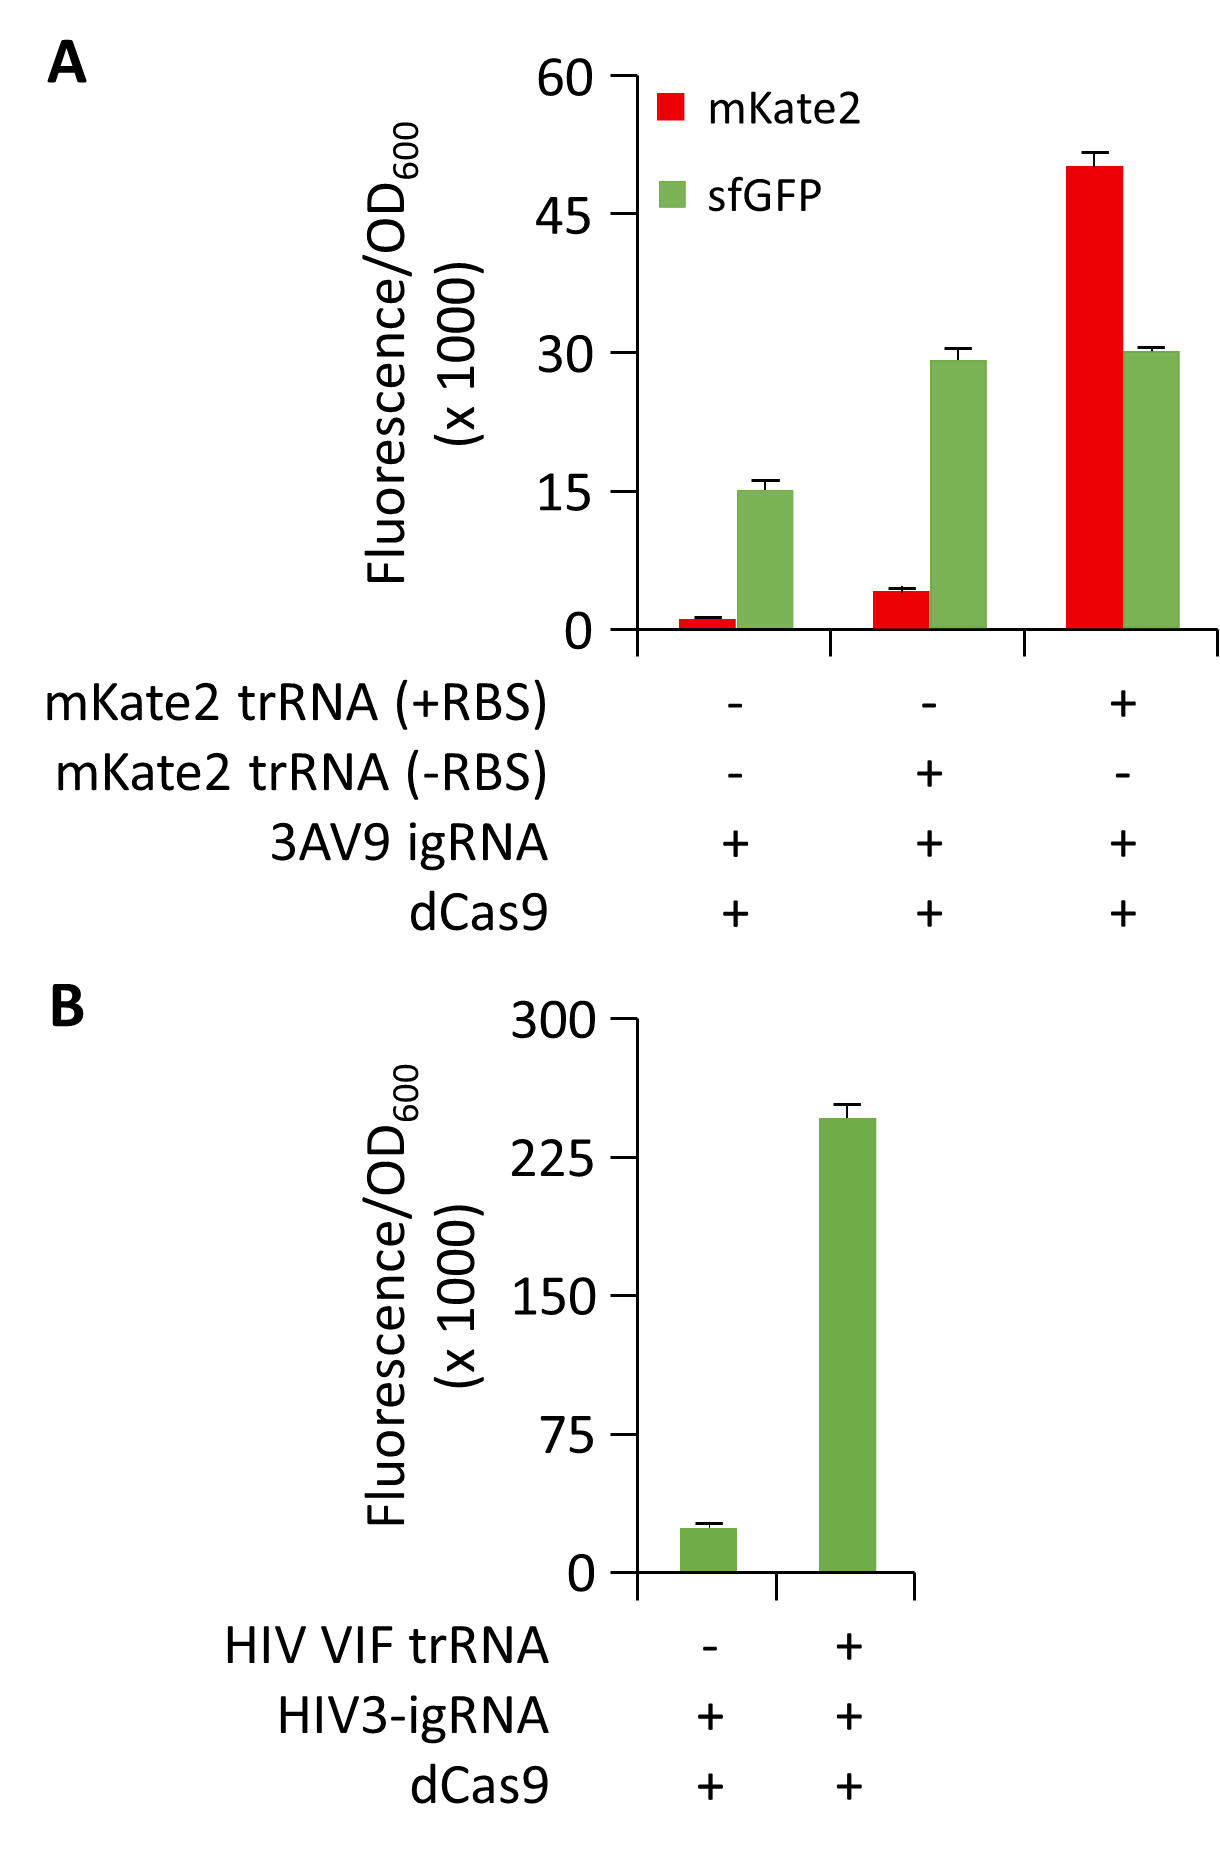 A
60
45
30
15
0
Fluorescence/OD600
(x 1000)
mKate2
sfGFP
mKate2 trRNA (+RBS) - - +
mKate2 trRNA (-RBS) - + -
3AV9 igRNA + + +
dCas9 + + +
B
300
225
150
75
0
Fluorescence/OD600
(x 1000)
HIV VIF trRNA - +
HIV3-igRNA + +
dCas9 + +